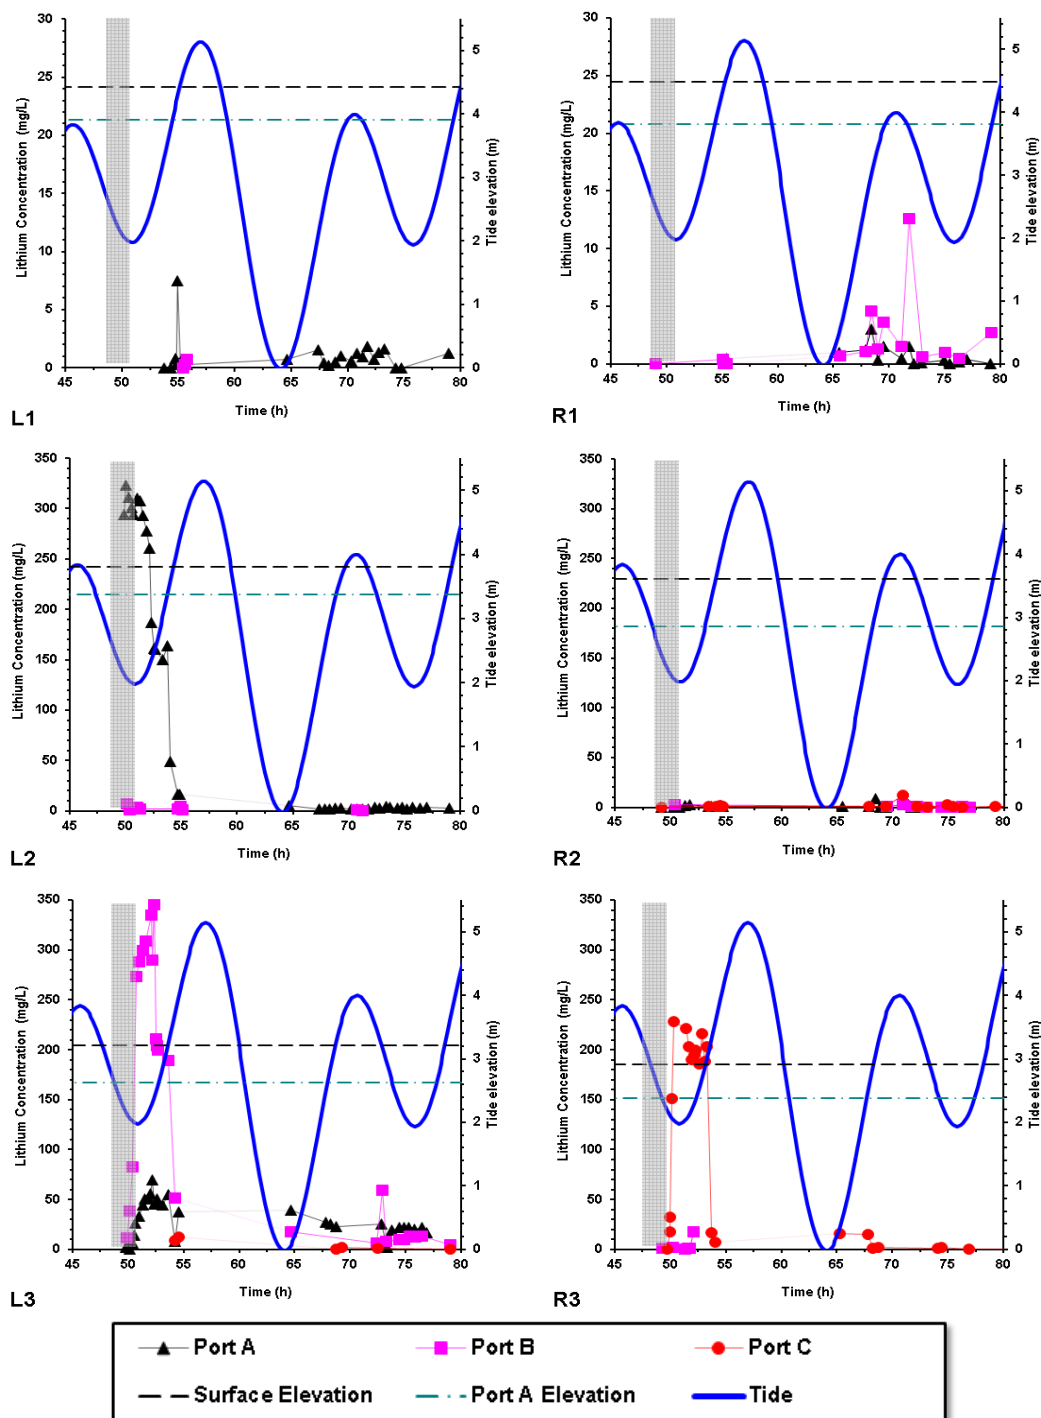 30
25
20
15
10
5
0
Lithium Concentration (mg/L)
5
4
3
2
1
0
Tide elevation (m)
45 50 55 60 65 70 75 80
Time (h)
L1
30
25
20
15
10
5
0
Lithium Concentration (mg/L)
5
4
3
2
1
0
Tide elevation (m)
45 50 55 60 65 70 75 80
Time (h)
R1
350
300
250
200
150
100
50
0
Lithium Concentration (mg/L)
5
4
3
2
1
0
Tide elevation (m)
45 50 55 60 65 70 75 80
Time (h)
L2
350
300
250
200
150
100
50
0
Lithium Concentration (mg/L)
5
4
3
2
1
0
Tide elevation (m)
45 50 55 60 65 70 75 80
Time (h)
R2
350
300
250
200
150
100
50
0
Lithium Concentration (mg/L)
5
4
3
2
1
0
Tide elevation (m)
45 50 55 60 65 70 75 80
Time (h)
L3
350
300
250
200
150
100
50
0
Lithium Concentration (mg/L)
5
4
3
2
1
0
Tide elevation (m)
45 50 55 60 65 70 75 80
Time (h)
R3
Port A Port B Port C
Surface Elevation Port A Elevation Tide